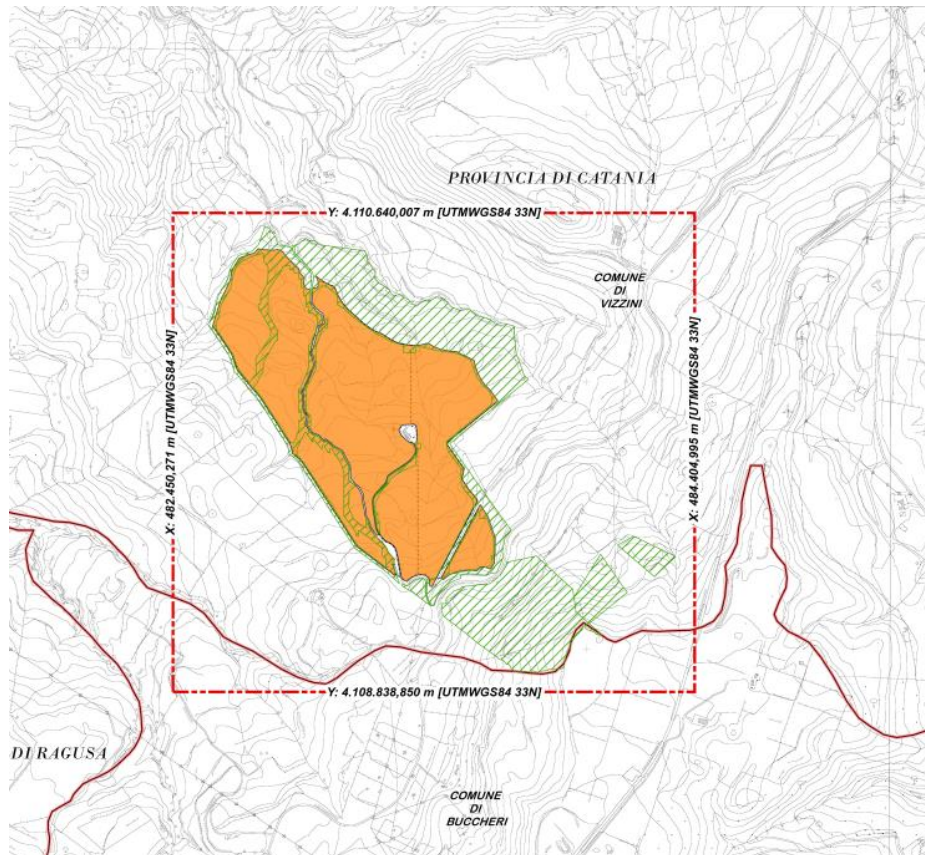 PROVINCIA DI CATANIA
Y: 4.110.640,007 m [UTMWGS84 33N]
COMUNE
DI
VIZZINI
X: 482.450,271 m [UTMWGS84 33N]
X: 484.404,995 m [UTMWGS84 33N]
Y: 4.108.838,850 m [UTMWGS84 33N]
DI RAGUSA
COMUNE
DI
BUCCHERI